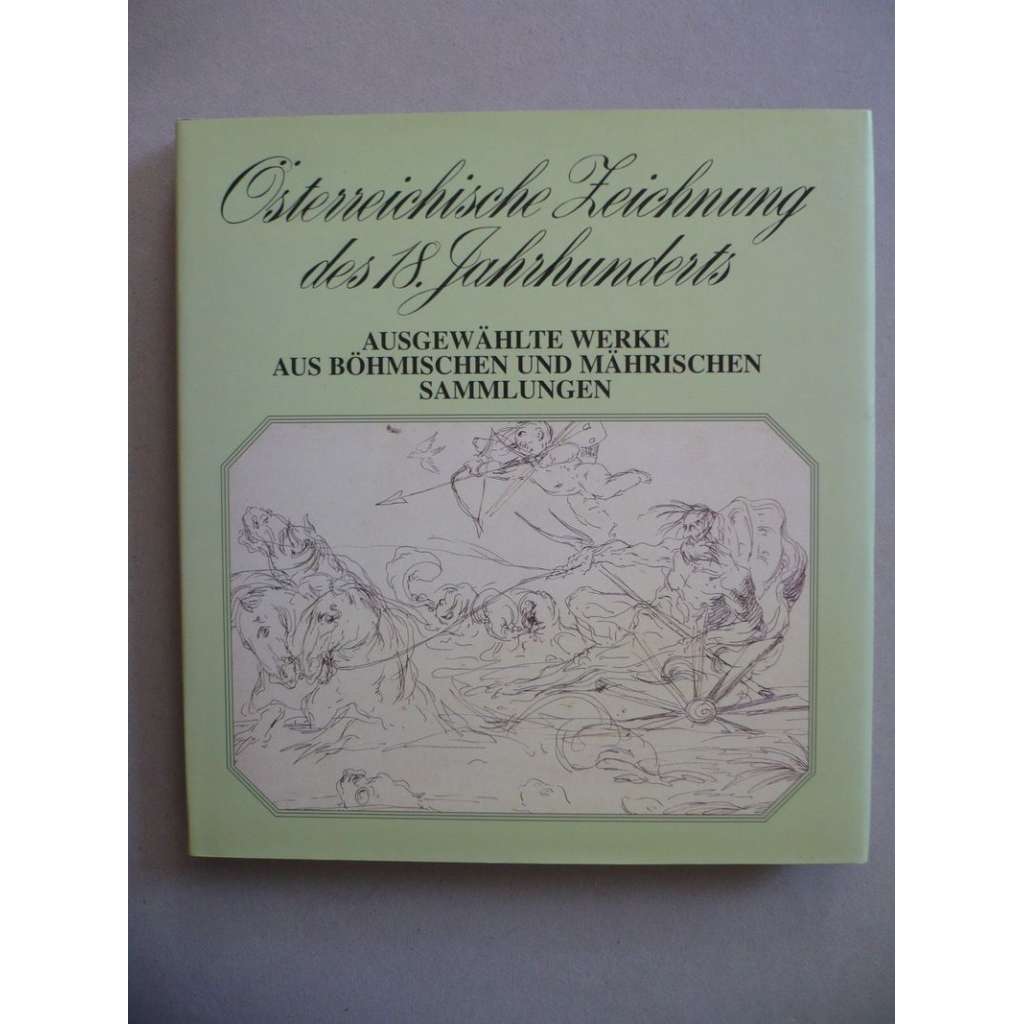 Österreichische Zeichnung
des 18. Jahrhunderts
AUSGEWÄHLTE WERKE
AUS BÖHMISCHEN UND MÄHRISCHEN
SAMMLUNGEN